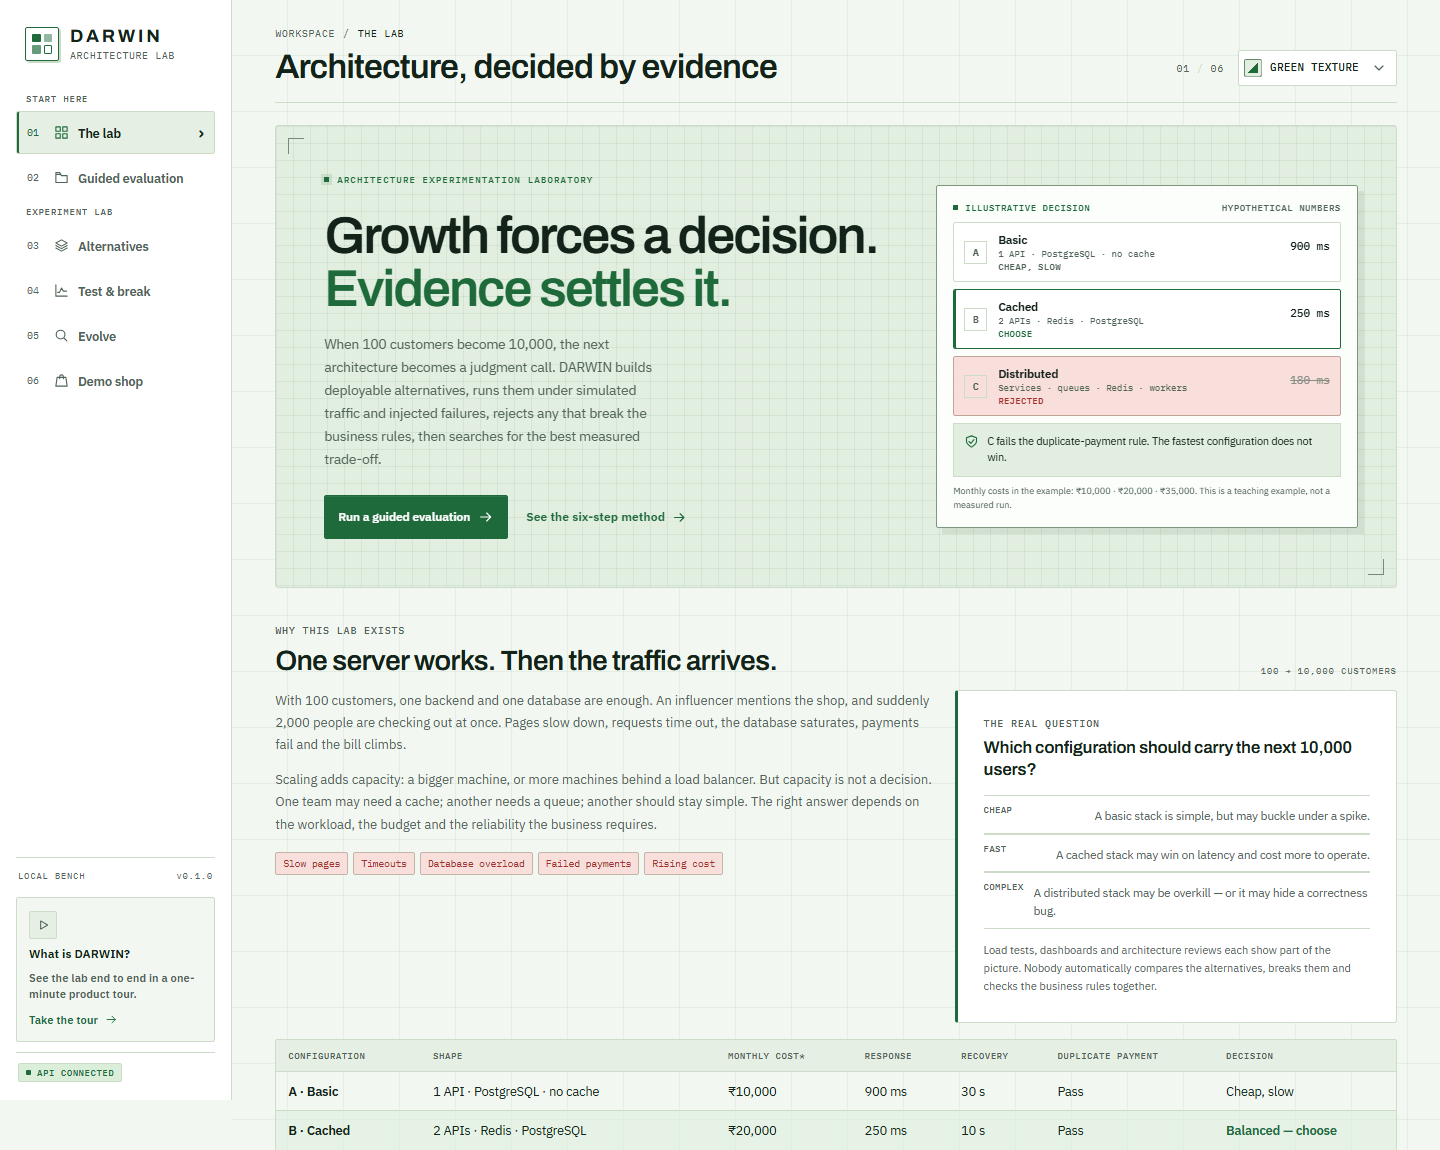 DARWIN
ARCHITECTURE LAB
START HERE
01 The lab
02 Guided evaluation
EXPERIMENT LAB
03 Alternatives
04 Test & break
05 Evolve
06 Demo shop
LOCAL BENCH v0.1.0
What is DARWIN?
See the lab end to end in a one-
minute product tour.
Take the tour →
API CONNECTED
WORKSPACE / THE LAB
Architecture, decided by evidence
01 / 06
GREEN TEXTURE
ARCHITECTURE EXPERIMENTATION LABORATORY
Growth forces a decision.
Evidence settles it.
When 100 customers become 10,000, the next
architecture becomes a judgment call. DARWIN builds
deployable alternatives, runs them under simulated
traffic and injected failures, rejects any that break the
business rules, then searches for the best measured
trade-off.
Run a guided evaluation →
See the six-step method →
ILLUSTRATIVE DECISION HYPOTHETICAL NUMBERS
A
Basic
1 API · PostgreSQL · no cache
CHEAP, SLOW
900 ms
B
Cached
2 APIs · Redis · PostgreSQL
CHOOSE
250 ms
C
Distributed
Services · queues · Redis · workers
REJECTED
180 ms
C fails the duplicate-payment rule. The fastest configuration does not
win.
Monthly costs in the example: ₹10,000 · ₹20,000 · ₹35,000. This is a teaching example, not a
measured run.
WHY THIS LAB EXISTS
One server works. Then the traffic arrives.
100 → 10,000 CUSTOMERS
With 100 customers, one backend and one database are enough. An influencer mentions the shop, and suddenly
2,000 people are checking out at once. Pages slow down, requests time out, the database saturates, payments
fail and the bill climbs.
Scaling adds capacity: a bigger machine, or more machines behind a load balancer. But capacity is not a decision.
One team may need a cache; another needs a queue; another should stay simple. The right answer depends on
the workload, the budget and the reliability the business requires.
Slow pages Timeouts Database overload Failed payments Rising cost
THE REAL QUESTION
Which configuration should carry the next 10,000
users?
CHEAP A basic stack is simple, but may buckle under a spike.
FAST A cached stack may win on latency and cost more to operate.
COMPLEX A distributed stack may be overkill — or it may hide a correctness
bug.
Load tests, dashboards and architecture reviews each show part of the
picture. Nobody automatically compares the alternatives, breaks them and
checks the business rules together.
CONFIGURATION SHAPE MONTHLY COST* RESPONSE RECOVERY DUPLICATE PAYMENT DECISION
A · Basic 1 API · PostgreSQL · no cache ₹10,000 900 ms 30 s Pass Cheap, slow
B · Cached 2 APIs · Redis · PostgreSQL ₹20,000 250 ms 10 s Pass Balanced — choose